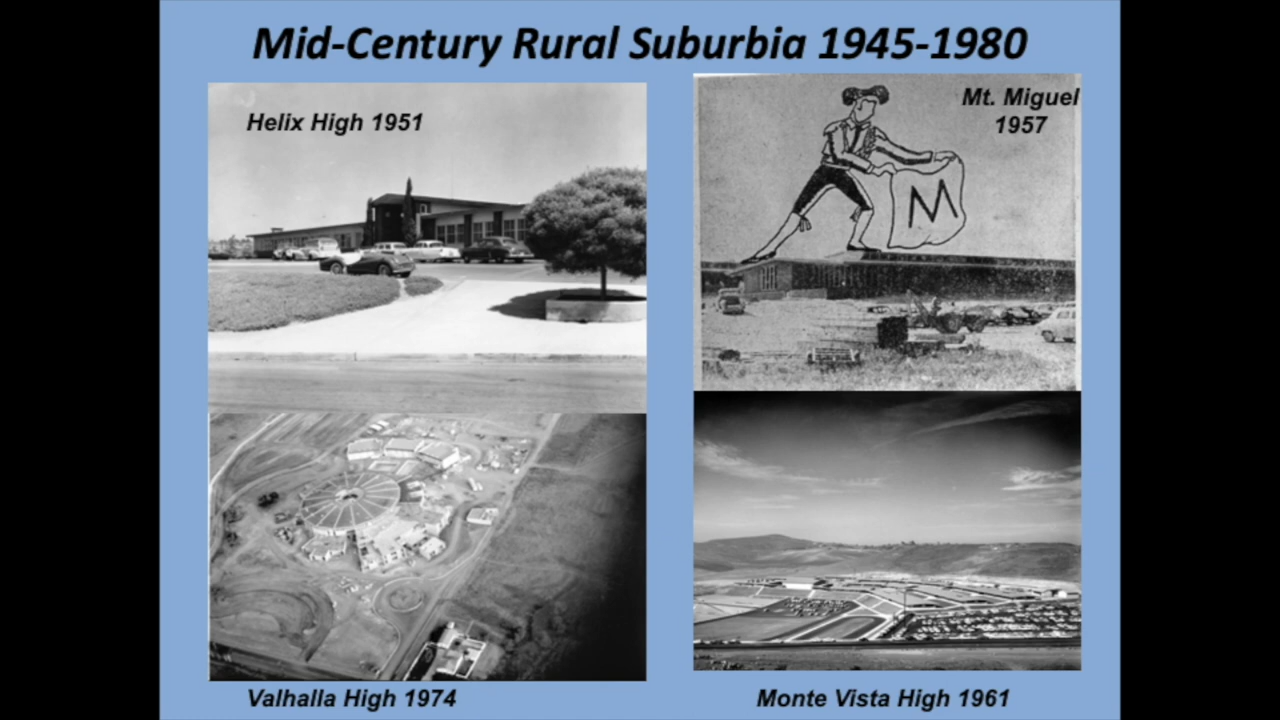 Mid-Century Rural Suburbia 1945-1980
Helix High 1951
Mt. Miguel
1957
M
Valhalla High 1974
Monte Vista High 1961